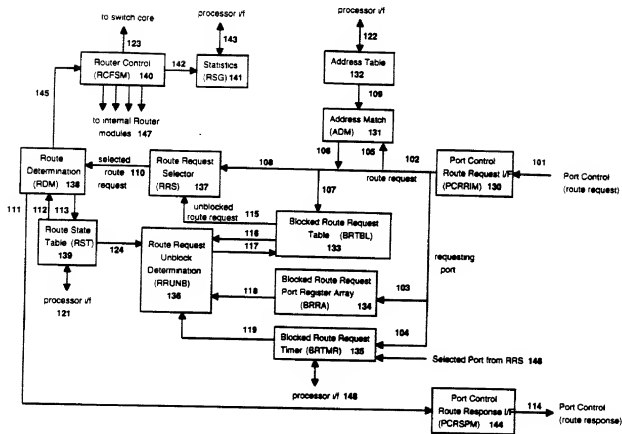 to switch core
processor i/f
processor i/f
123
143
122
Router Control
(RCFSM) 140
142
Statistics
(RSG) 141
Address Table
132
145
109
to internal Router
modules 147
Address Match
(ADM) 131
106
105
102
101
Route
Determination
(RDM) 138
selected
110 route
request
Route Request
Selector
(RRS) 137
108
route request
Port Control
Route Request I/F
(PCRRIM) 130
Port Control
(route request)
107
111
112
113
unblocked
route request
115
Route State
Table (RST)
139
124
Route Request
Unblock
Determination
(RRUNB)
136
116
117
Blocked Route Request
Table (BRTBL)
133
requesting
port
processor i/f
121
118
Blocked Route Request
Port Register Array
(BRRA) 134
103
119
Blocked Route Request
Timer (BRTMR)
135
104
Selected Port from RRS 146
processor i/f 148
Port Control
Route Response I/F
(PCRSPM) 144
114
Port Control
(route response)